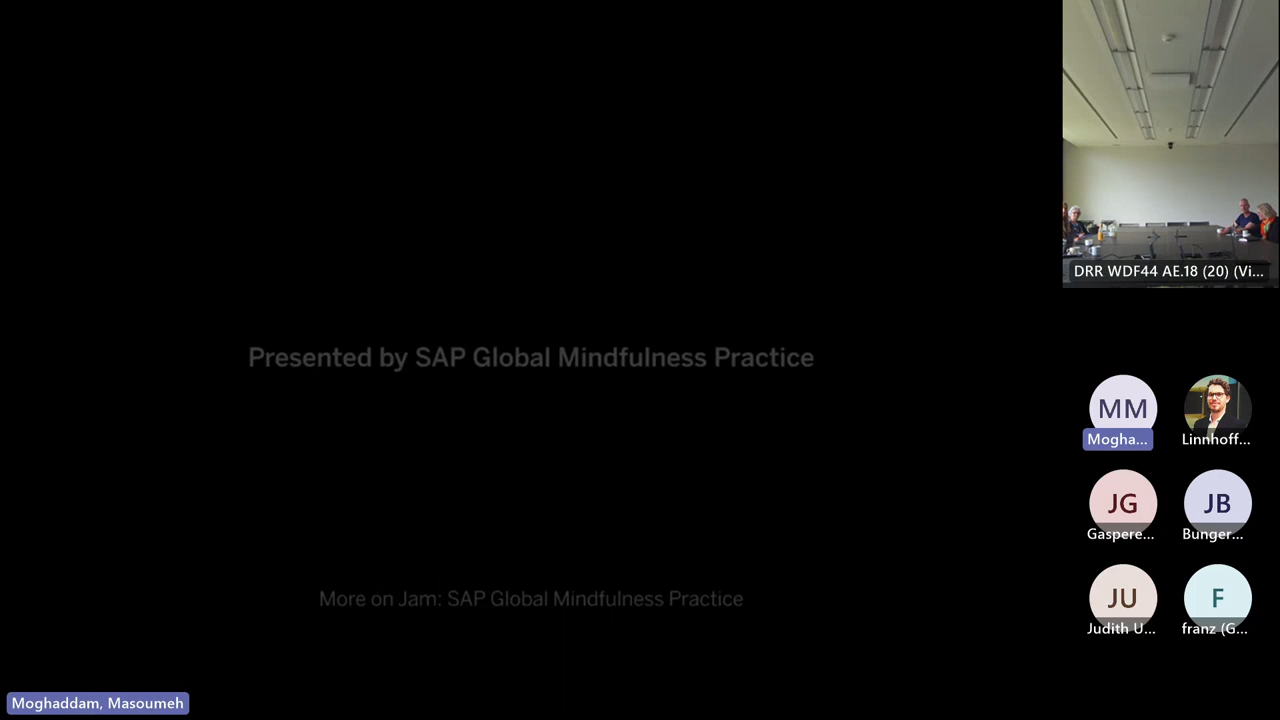 Presented by SAP Global Mindfulness Practice
More on Jam: SAP Global Mindfulness Practice
Moghaddam, Masoumeh
DRR WDF44 AE.18 (20) (Vi...
MM
Mogha...
Linnhoff...
JG
Gaspere...
JB
Bunger...
JU
Judith U...
F
franz (G...